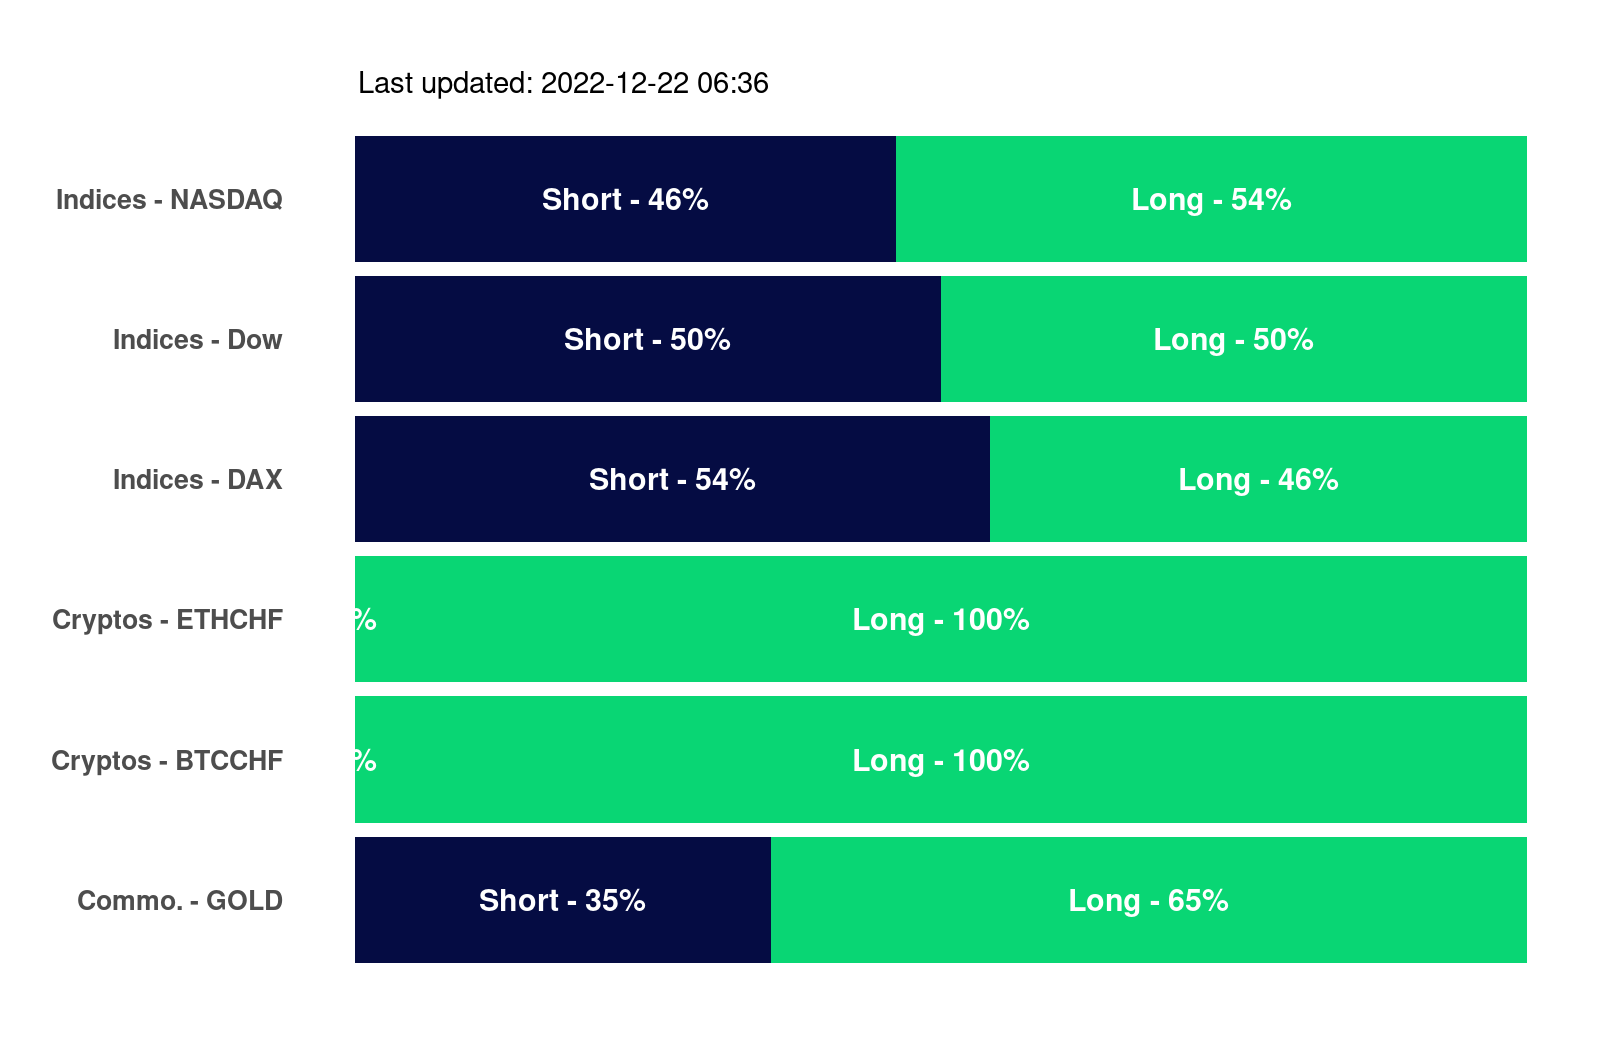 Last updated: 2022-12-22 06:36
Indices - NASDAQ Short - 46% Long - 54%
Indices - Dow Short - 50% Long - 50%
Indices - DAX Short - 54% Long - 46%
Cryptos - ETHCHF % Long - 100%
Cryptos - BTCCHF % Long - 100%
Commo. - GOLD Short - 35% Long - 65%